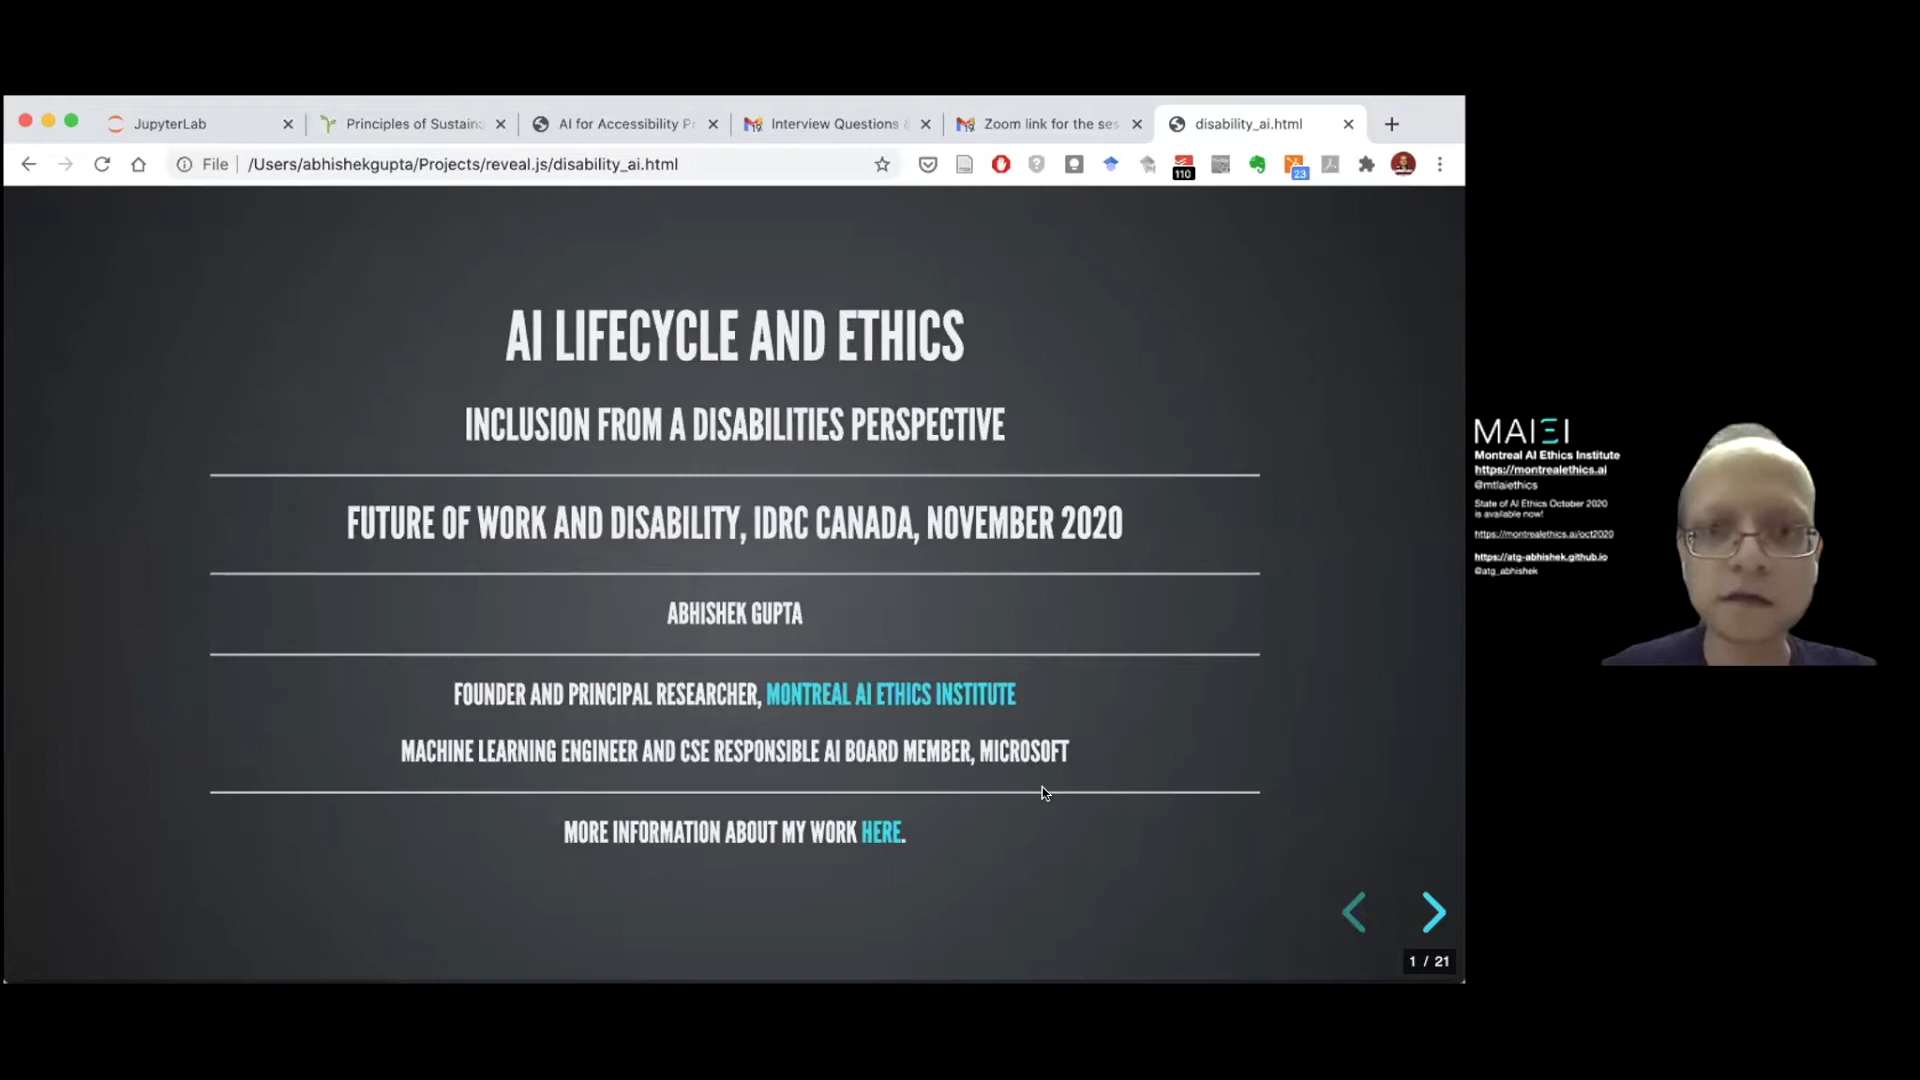 JupyterLab
Principles of Sustain
AI for Accessibility Pr
Interview Questions &
Zoom link for the ses
disability_ai.html
File
/Users/abhishekgupta/Projects/reveal.js/disability_ai.html
110
23
AI LIFECYCLE AND ETHICS
INCLUSION FROM A DISABILITIES PERSPECTIVE
FUTURE OF WORK AND DISABILITY, IDRC CANADA, NOVEMBER 2020
ABHISHEK GUPTA
FOUNDER AND PRINCIPAL RESEARCHER, MONTREAL AI ETHICS INSTITUTE
MACHINE LEARNING ENGINEER AND CSE RESPONSIBLE AI BOARD MEMBER, MICROSOFT
MORE INFORMATION ABOUT MY WORK HERE.
1 / 21
MAIEI
Montreal AI Ethics Institute
https://montrealethics.ai
@mtlaiethics
State of AI Ethics October 2020
is available now!
https://montrealethics.ai/oct2020
https://atg-abhishek.github.io
@atg_abhishek